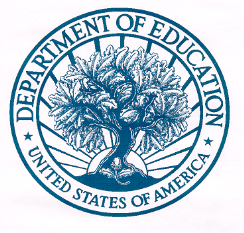 DEPARTMENT OF EDUCATION
★ UNITED STATES OF AMERICA ★